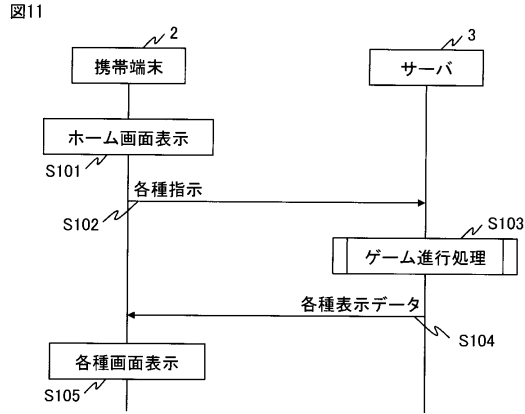 図11
2
3
携帯端末
サーバ
ホーム画面表示
S101
各種指示
S102
S103
ゲーム進行処理
各種表示データ
S104
各種画面表示
S105